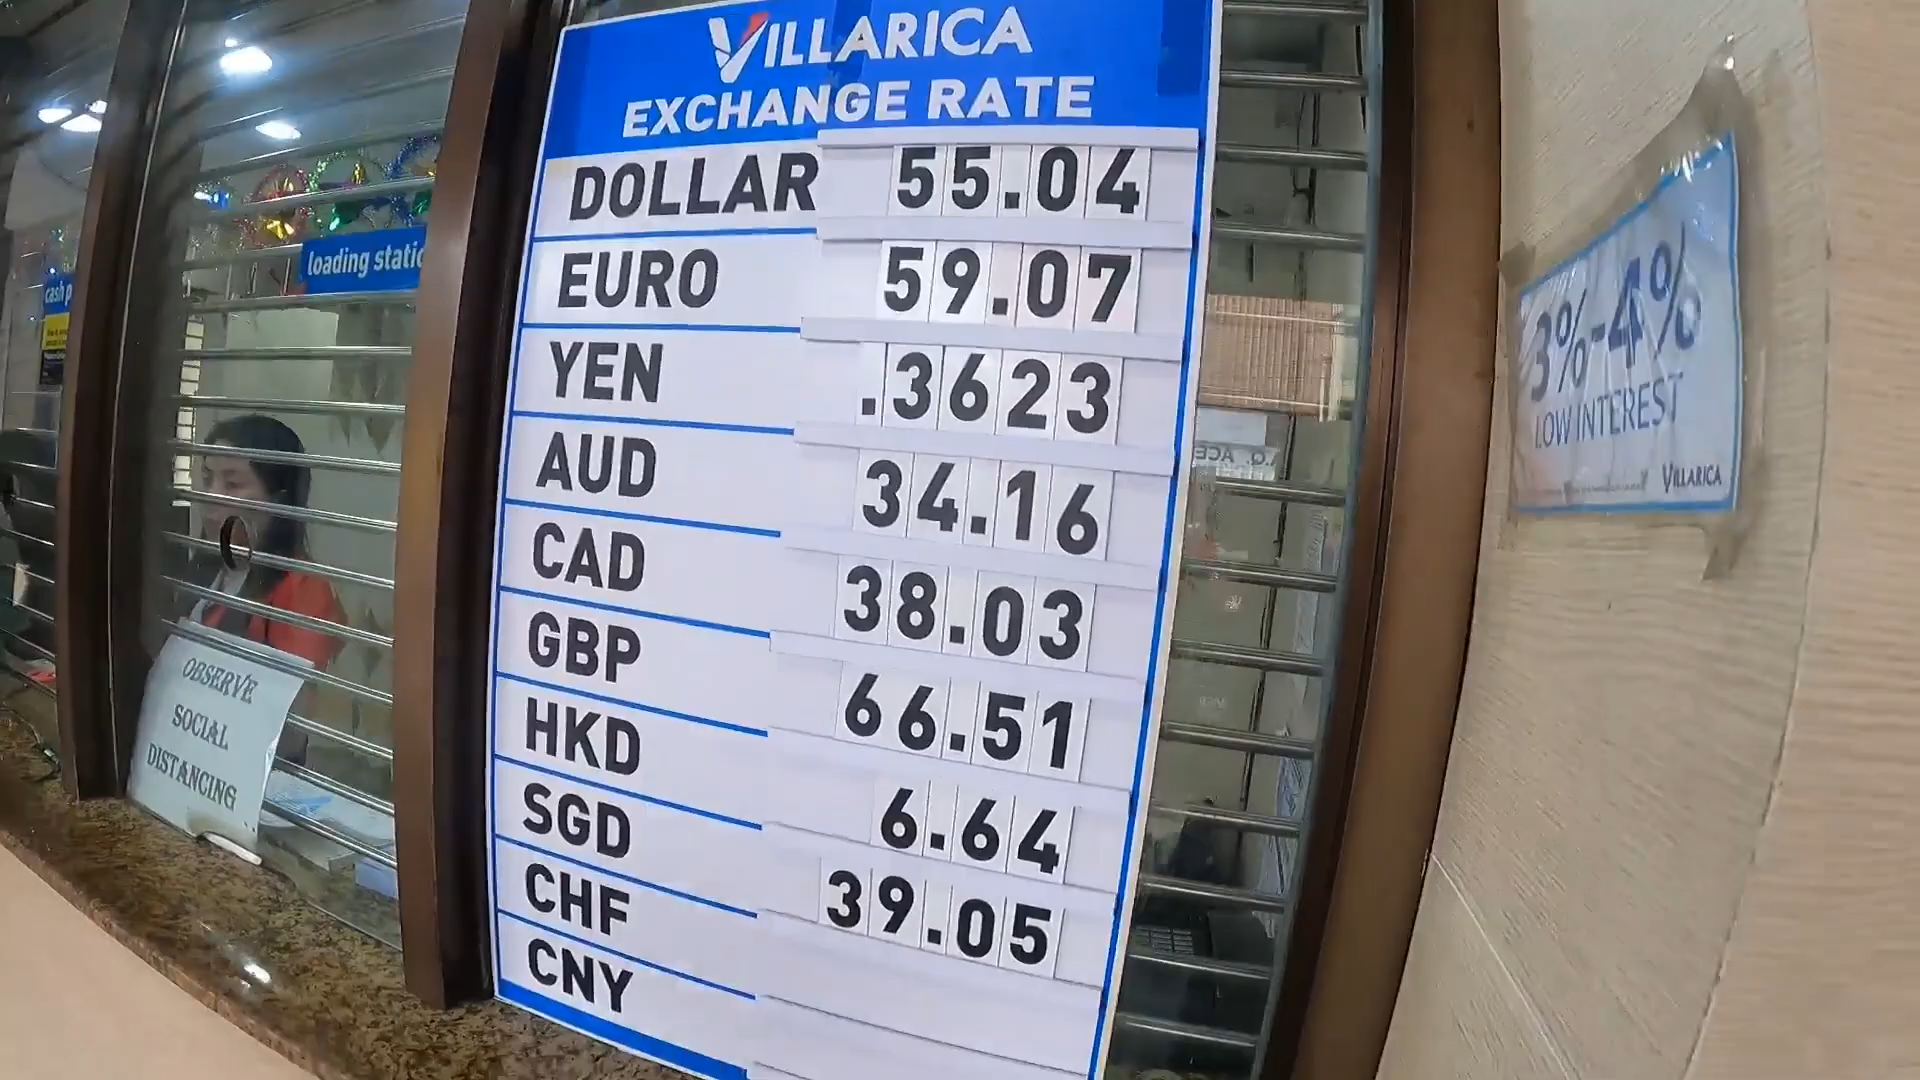 VILLARICA
EXCHANGE RATE
DOLLAR 55.04
EURO 59.07
YEN .3623
AUD 34.16
CAD 38.03
GBP 66.51
HKD 6.64
SGD 39.05
CHF
CNY
loading
cash
OBSERVE
SOCIAL
DISTANCING
3%-4%
LOW INTEREST
VILLARICA